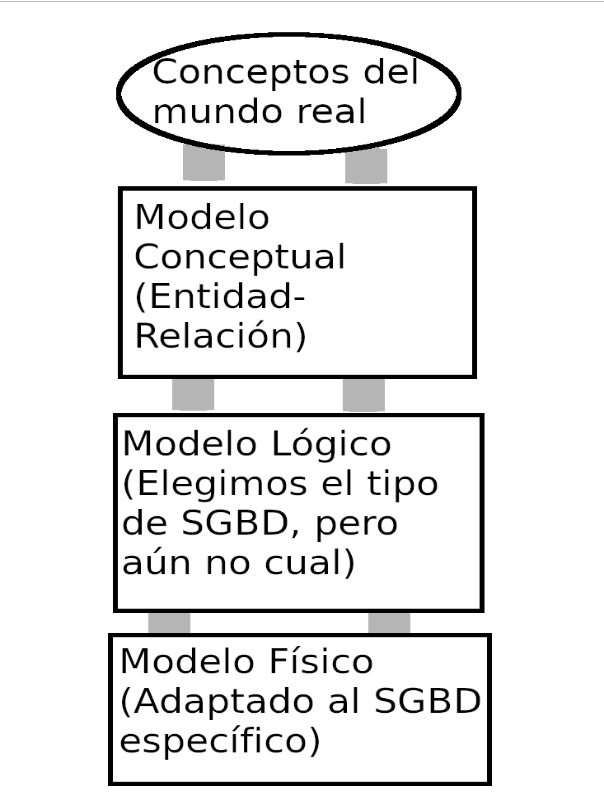 Conceptos del
mundo real
Modelo
Conceptual
(Entidad-
Relación)
Modelo Lógico
(Elegimos el tipo
de SGBD, pero
aún no cual)
Modelo Físico
(Adaptado al SGBD
específico)